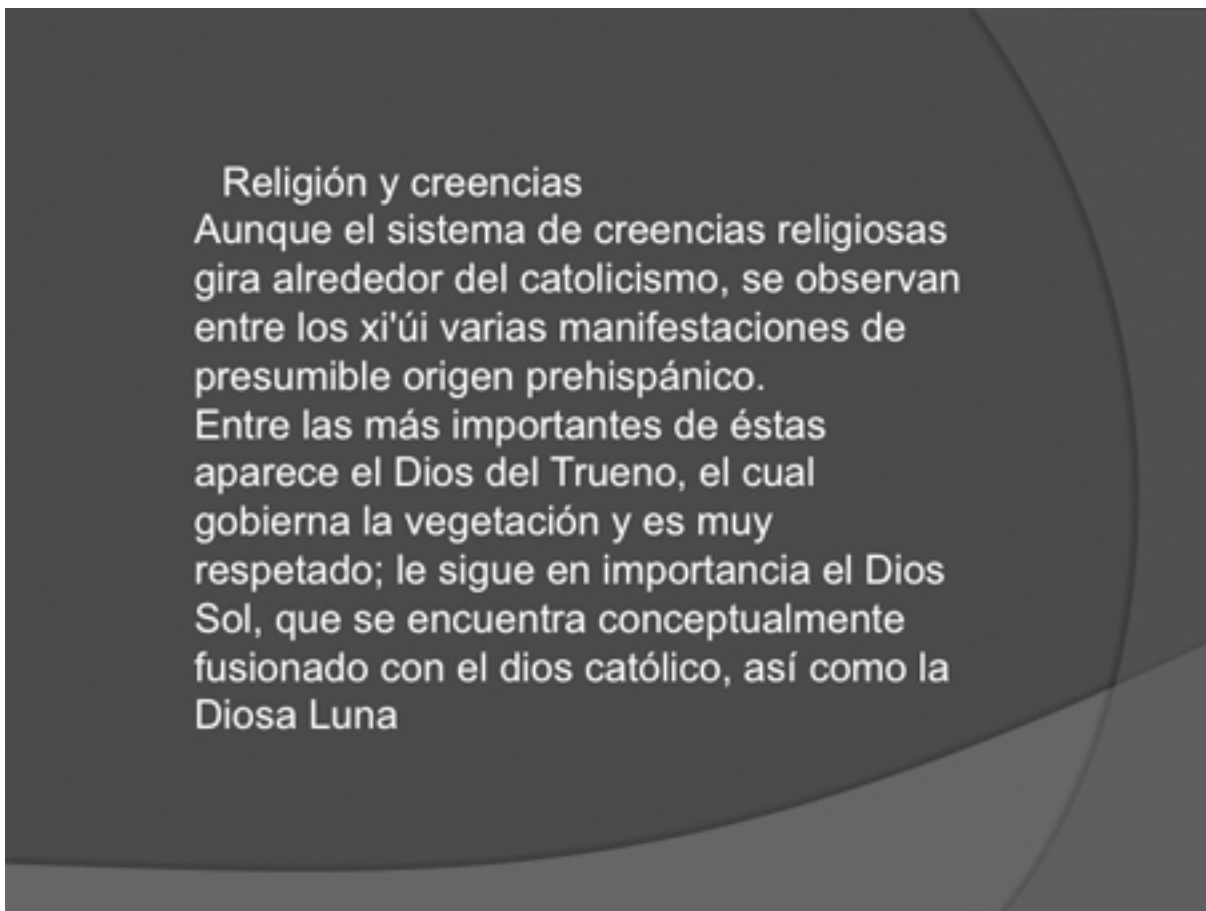 Religión y creencias
Aunque el sistema de creencias religiosas
gira alrededor del catolicismo, se observan
entre los xi'úi varias manifestaciones de
presumible origen prehispánico.
Entre las más importantes de éstas
aparece el Dios del Trueno, el cual
gobierna la vegetación y es muy
respetado; le sigue en importancia el Dios
Sol, que se encuentra conceptualmente
fusionado con el dios católico, así como la
Diosa Luna